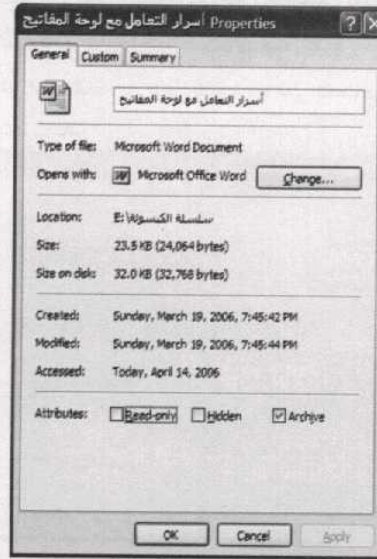 أسرار التعامل مع لوحة المفاتيح Properties
General Custom Summary
أسرار التعامل مع لوحة المفاتيح
Type of file: Microsoft Word Document
Opens with: Microsoft Office Word Change...
Location: E:\سلسلة الكبسولة
Size: 23.5 KB (24,064 bytes)
Size on disk: 32.0 KB (32,768 bytes)
Created: Sunday, March 19, 2006, 7:45:42 PM
Modified: Sunday, March 19, 2006, 7:45:44 PM
Accessed: Today, April 14, 2006
Attributes: Read-only Hidden Archive
OK Cancel Apply